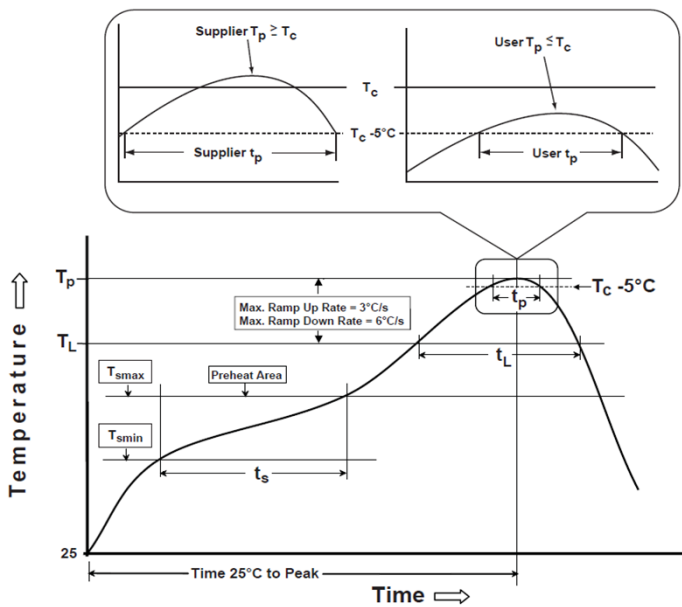 Supplier Tp ≥ Tc
User Tp ≤ Tc
Tc
Tc -5°C
Supplier tp
User tp
Tp
Tc -5°C
tp
Max. Ramp Up Rate = 3°C/s
Max. Ramp Down Rate = 6°C/s
TL
tL
Tsmax
Preheat Area
Tsmin
ts
Temperature
25
Time 25°C to Peak
Time